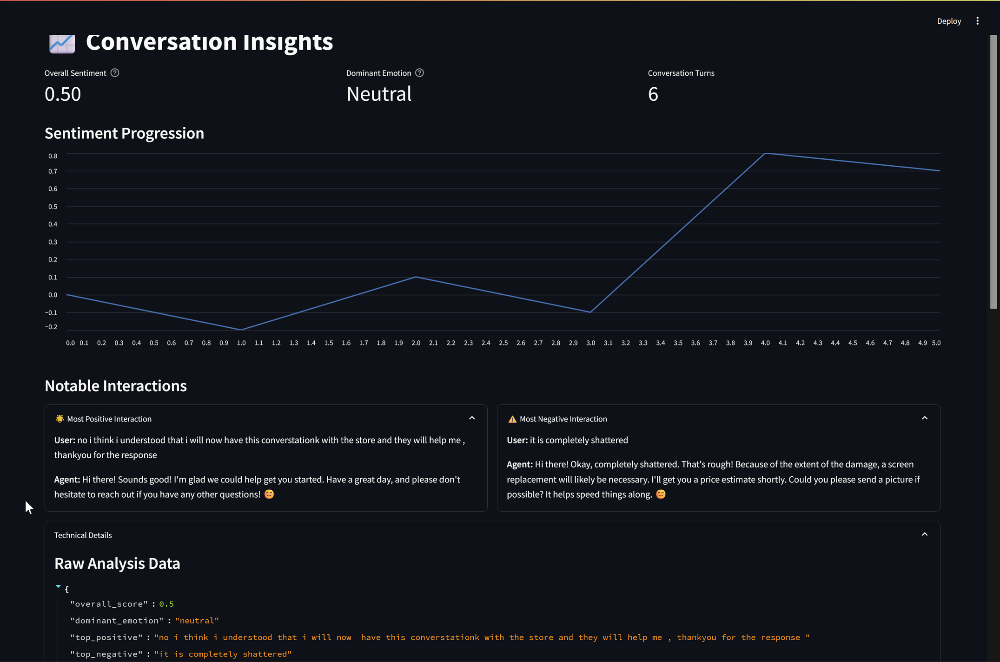 Deploy
Conversation Insights
Overall Sentiment
Dominant Emotion
Conversation Turns
0.50
Neutral
6
Sentiment Progression
0.8
0.7
0.6
0.5
0.4
0.3
0.2
0.1
0.0
−0.1
−0.2
0.0 0.1 0.2 0.3 0.4 0.5 0.6 0.7 0.8 0.9 1.0 1.1 1.2 1.3 1.4 1.5 1.6 1.7 1.8 1.9 2.0 2.1 2.2 2.3 2.4 2.5 2.6 2.7 2.8 2.9 3.0 3.1 3.2 3.3 3.4 3.5 3.6 3.7 3.8 3.9 4.0 4.1 4.2 4.3 4.4 4.5 4.6 4.7 4.8 4.9 5.0
Notable Interactions
🌟 Most Positive Interaction
User: no i think i understood that i will now have this converstationk with the store and they will help me ,
thankyou for the response
Agent: Hi there! Sounds good! I'm glad we could help get you started. Have a great day, and please don't
hesitate to reach out if you have any other questions! 😊
⚠️ Most Negative Interaction
User: it is completely shattered
Agent: Hi there! Okay, completely shattered. That's rough! Because of the extent of the damage, a screen
replacement will likely be necessary. I'll get you a price estimate shortly. Could you please send a picture if
possible? It helps speed things along. 😊
Technical Details
Raw Analysis Data
{
"overall_score" : 0.5
"dominant_emotion" : "neutral"
"top_positive" : "no i think i understood that i will now  have this converstationk with the store and they will help me , thankyou for the response "
"top_negative" : "it is completely shattered"